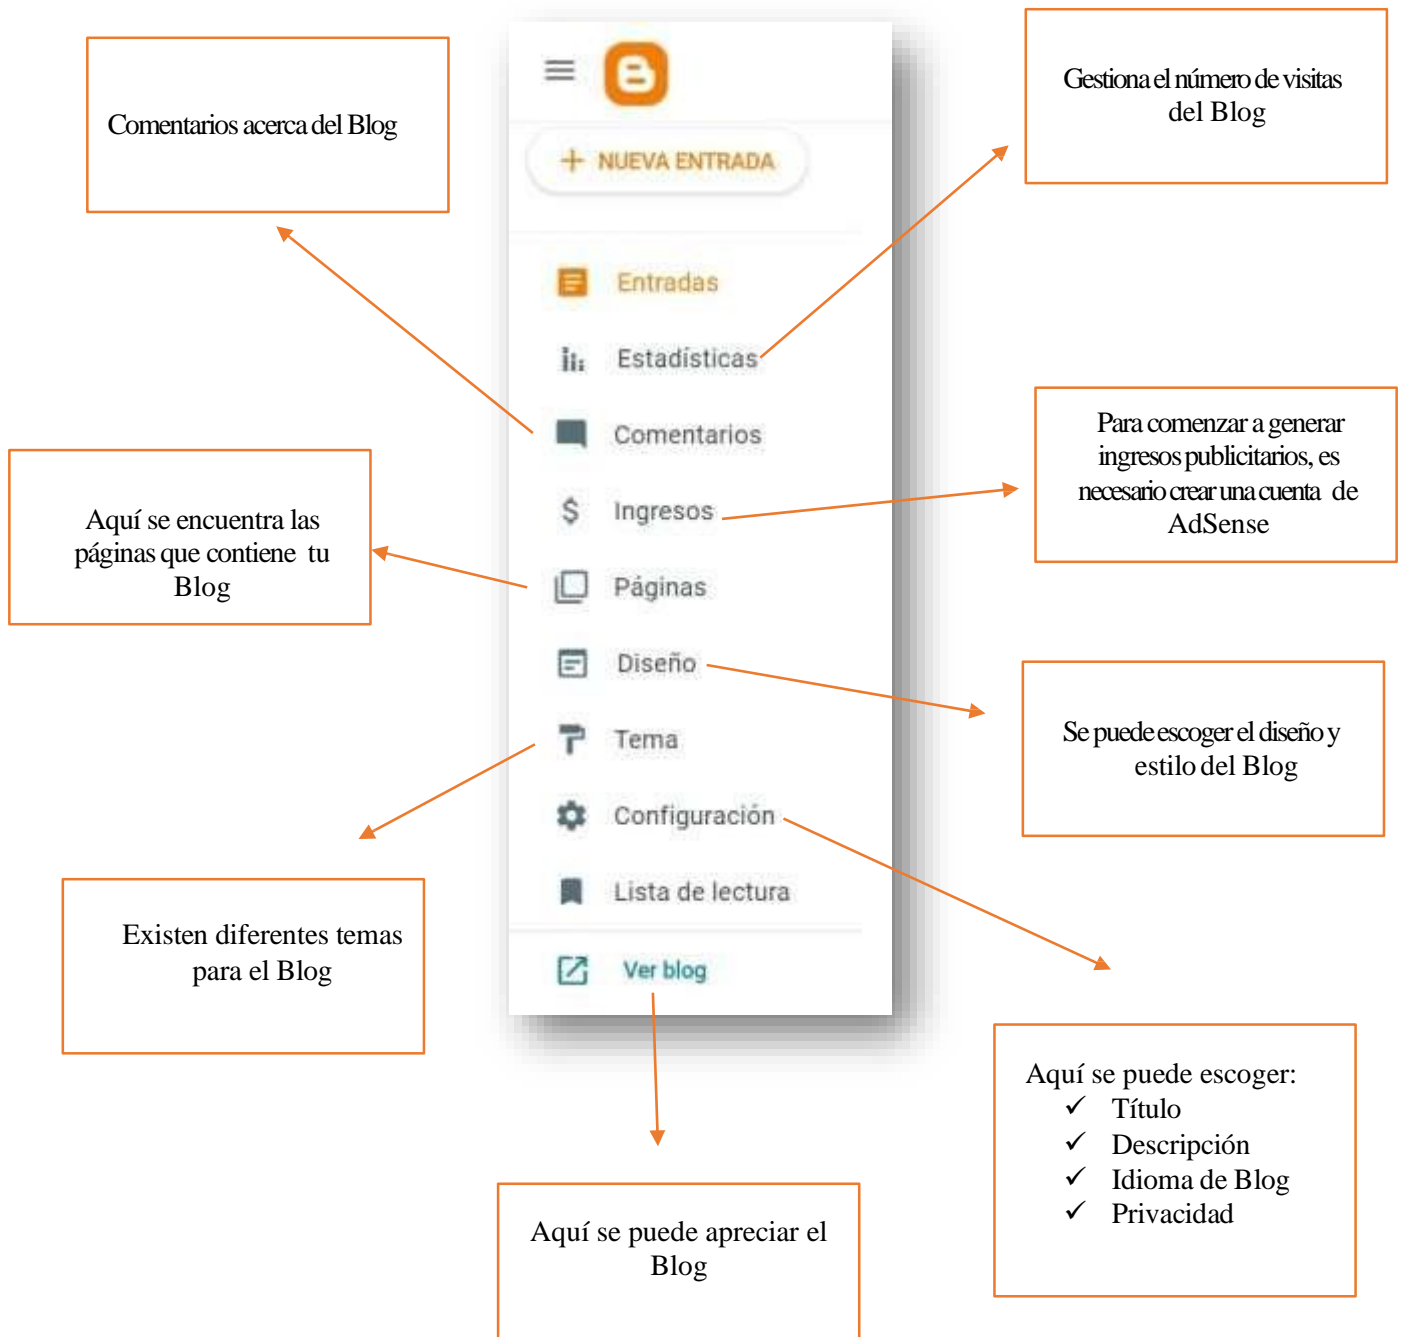 Comentarios acerca del Blog
Gestiona el número de visitas
del Blog
+ NUEVA ENTRADA
Entradas
Estadísticas
Comentarios
Ingresos
Páginas
Diseño
Tema
Configuración
Lista de lectura
Ver blog
Para comenzar a generar
ingresos publicitarios, es
necesario crear una cuenta de
AdSense
Aquí se encuentra las
páginas que contiene tu
Blog
Se puede escoger el diseño y
estilo del Blog
Existen diferentes temas
para el Blog
Aquí se puede escoger:
✓ Título
✓ Descripción
✓ Idioma de Blog
✓ Privacidad
Aquí se puede apreciar el
Blog